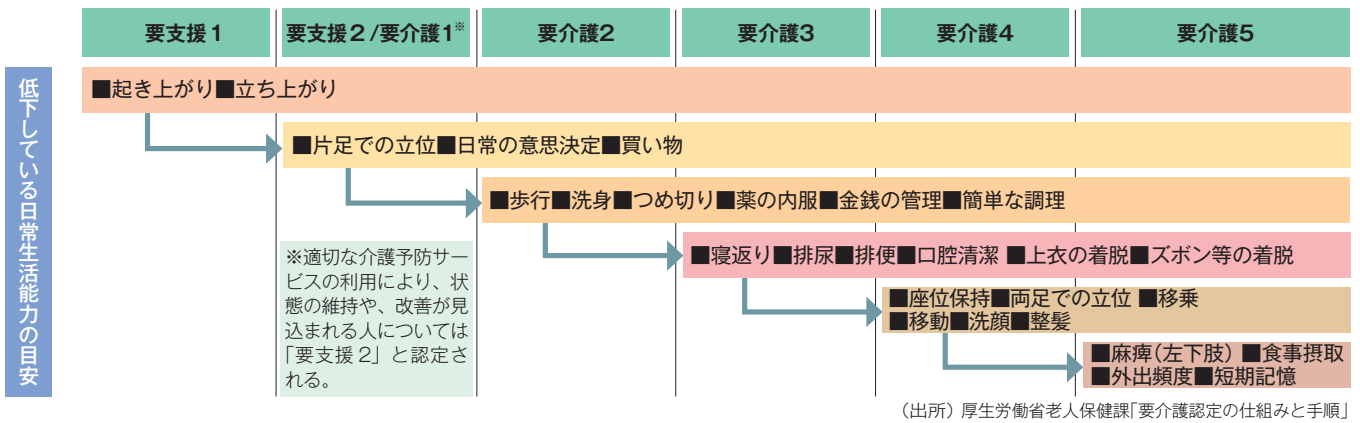 要支援1
要支援2/要介護1※
要介護2
要介護3
要介護4
要介護5
低下している日常生活能力の目安
■起き上がり■立ち上がり
■片足での立位■日常の意思決定■買い物
■歩行■洗身■つめ切り■薬の内服■金銭の管理■簡単な調理
■寝返り■排尿■排便■口腔清潔 ■上衣の着脱■ズボン等の着脱
※適切な介護予防サー
ビスの利用により、状
態の維持や、改善が見
込まれる人については
「要支援2」と認定さ
れる。
■座位保持■両足での立位 ■移乗
■移動■洗顔■整髪
■麻痺(左下肢) ■食事摂取
■外出頻度■短期記憶
(出所) 厚生労働省老人保健課「要介護認定の仕組みと手順」